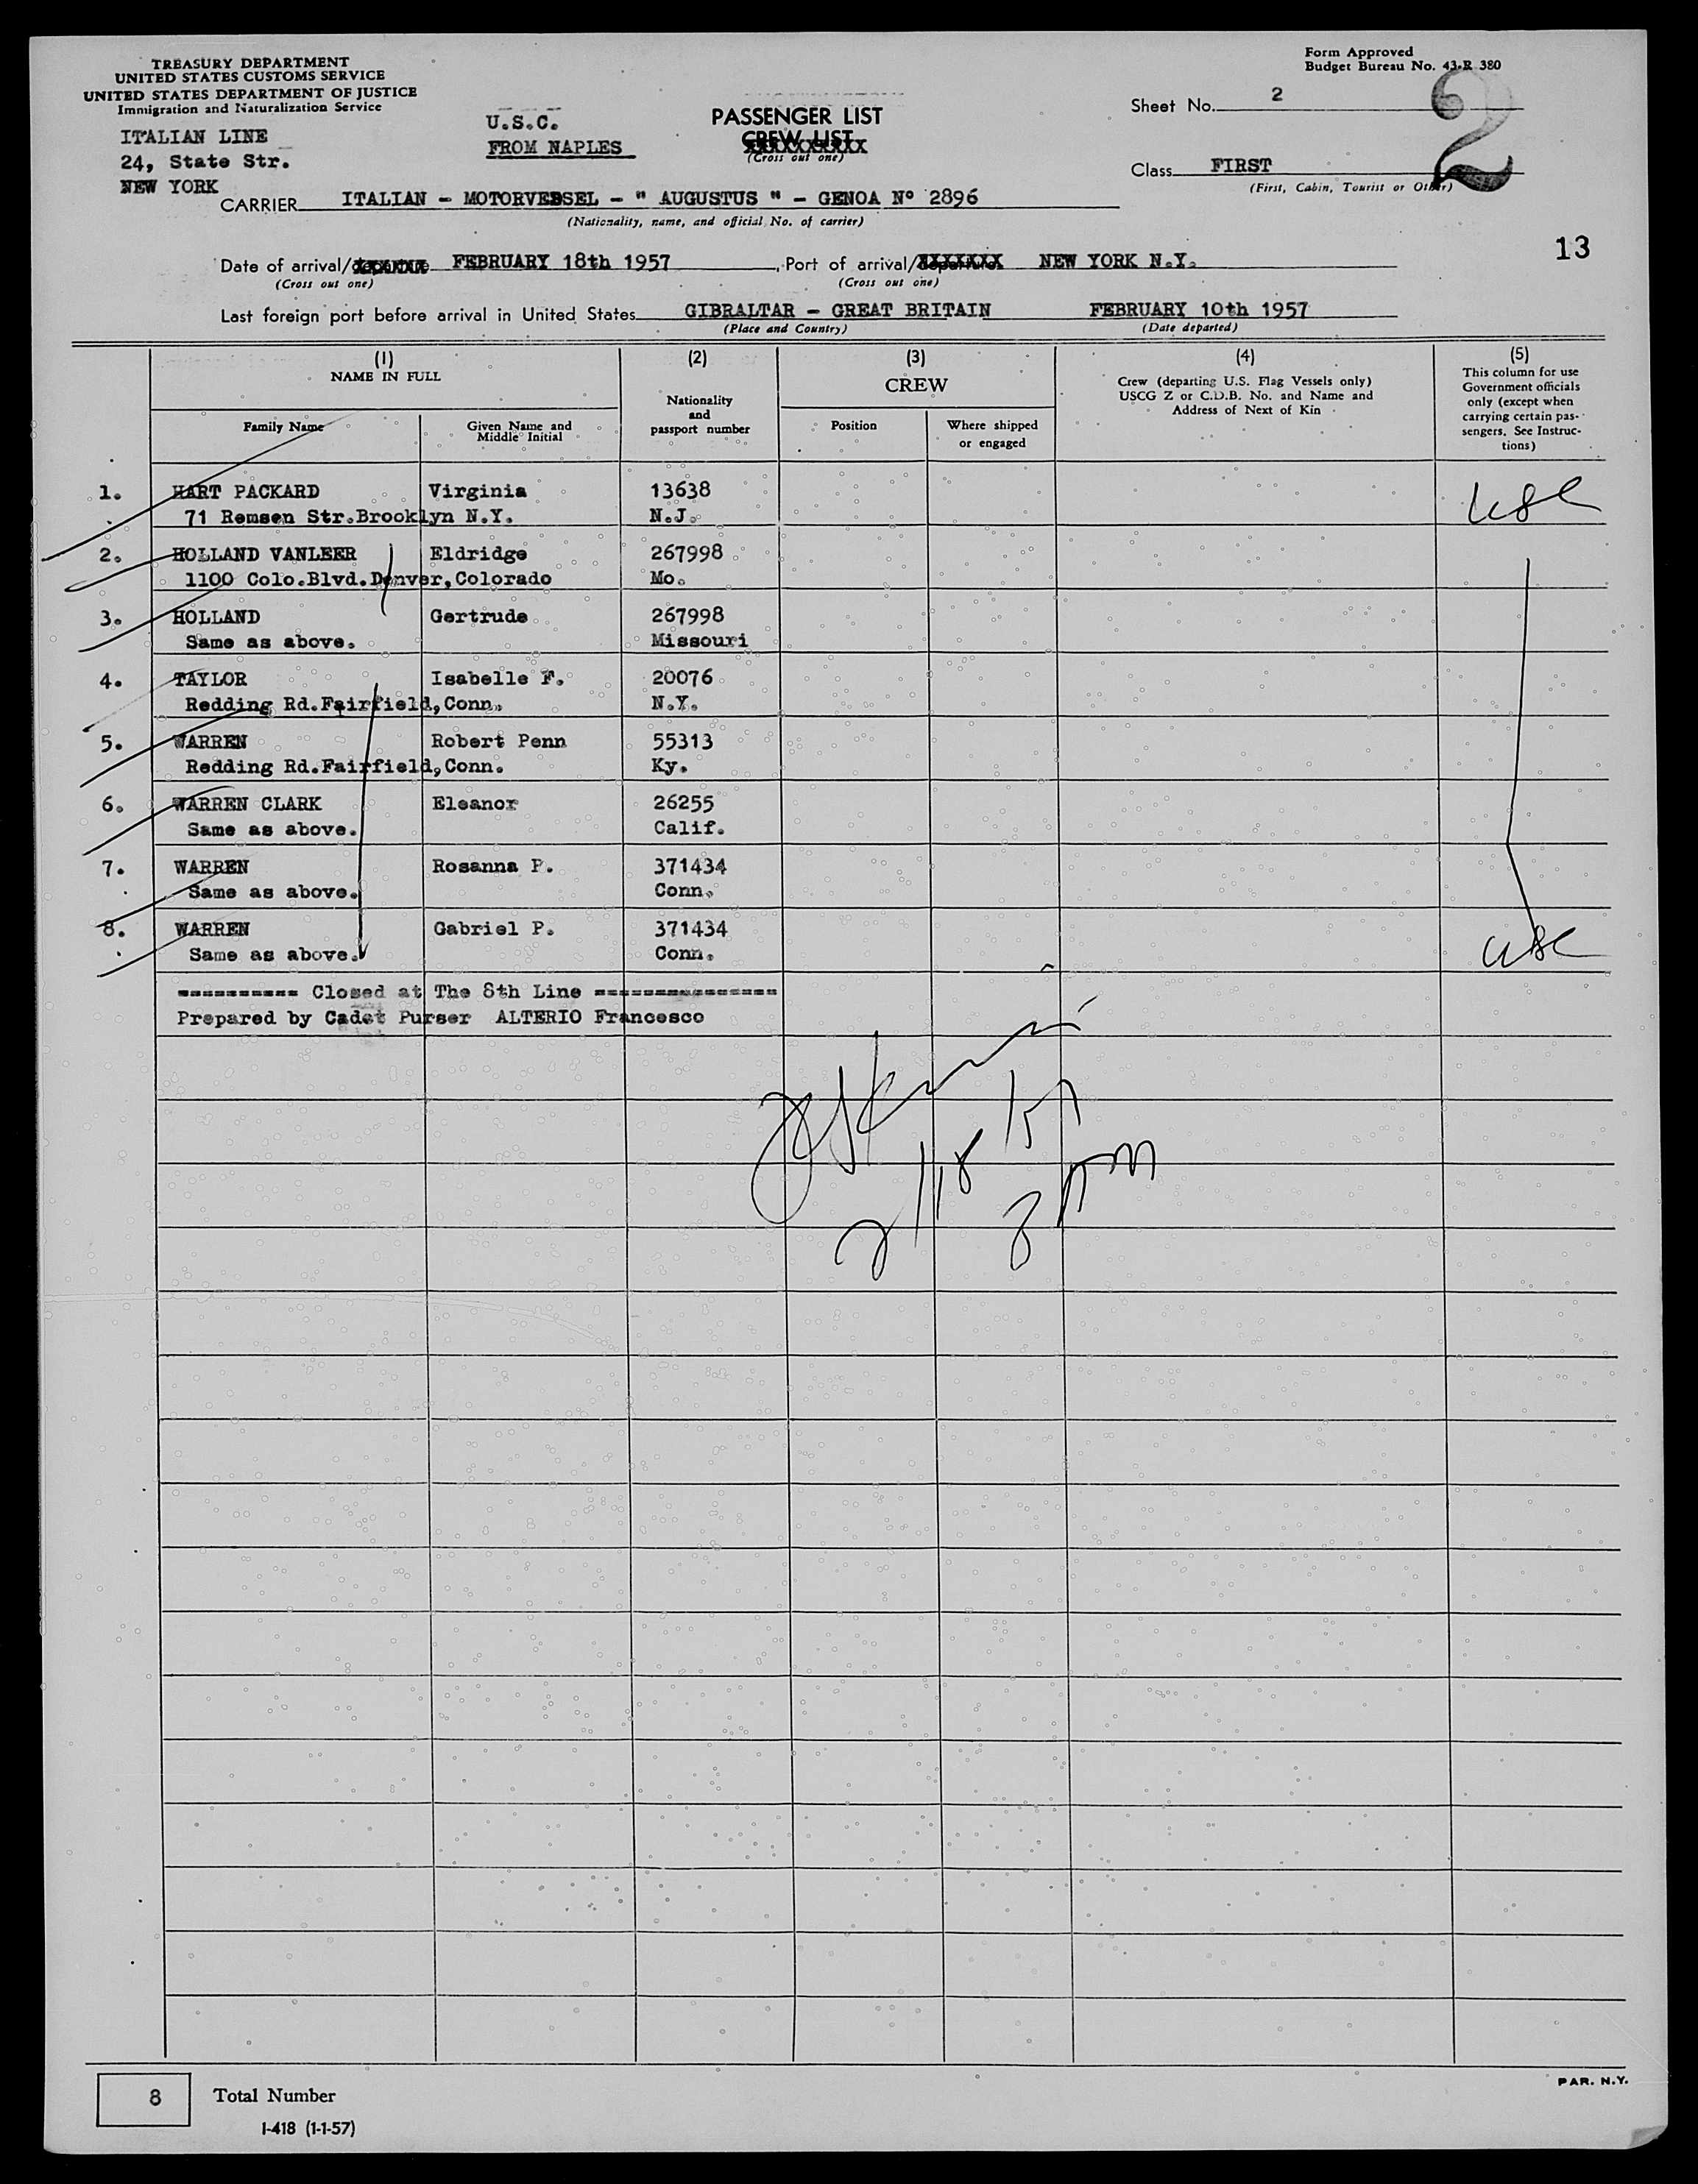 TREASURY DEPARTMENT
UNITED STATES CUSTOMS SERVICE
UNITED STATES DEPARTMENT OF JUSTICE
Immigration and Naturalization Service
Form Approved
Budget Bureau No. 43-R 380
ITALIAN LINE
24, State Str.
NEW YORK
U.S.C.
FROM NAPLES
PASSENGER LIST
CREW LIST
(Cross out one)
Sheet No. 2
2
Class FIRST
(First, Cabin, Tourist or Other)
CARRIER ITALIAN - MOTORVESSEL - " AUGUSTUS " - GENOA N° 2896
(Nationality, name, and official No. of carrier)
13
Date of arrival/departure FEBRUARY 18th 1957, Port of arrival/departure NEW YORK N.Y.
(Cross out one) (Cross out one)
Last foreign port before arrival in United States GIBRALTAR - GREAT BRITAIN FEBRUARY 10th 1957
(Place and Country) (Date departed)
(1) (2) (3) (4) (5)
NAME IN FULL
Family Name
Given Name and
Middle Initial
Nationality
and
passport number
CREW
Position
Where shipped
or engaged
Crew (departing U.S. Flag Vessels only)
USCG Z or C.D.B. No. and Name and
Address of Next of Kin
This column for use
Government officials
only (except when
carrying certain pas-
sengers. See Instruc-
tions)
1. HART PACKARD Virginia 13638 usc
71 Remsen Str.Brooklyn N.Y. N.J.
2. HOLLAND VANLEER Eldridge 267998
1100 Colo.Blvd.Denver,Colorado Mo.
3. HOLLAND Gertrude 267998
Same as above. Missouri
4. TAYLOR Isabelle F. 20076
Redding Rd.Fairfield,Conn. N.Y.
5. WARREN Robert Penn 55313
Redding Rd.Fairfield,Conn. Ky.
6. WARREN CLARK Eleanor 26255
Same as above. Calif.
7. WARREN Rosanna P. 371434
Same as above. Conn.
8. WARREN Gabriel P. 371434 usc
Same as above. Conn.
========== Closed at The 8th Line ===============
Prepared by Cadet Purser ALTERIO Francesco
2/18/57
2 pm
8 Total Number
I-418 (1-1-57)
PAR. N.Y.